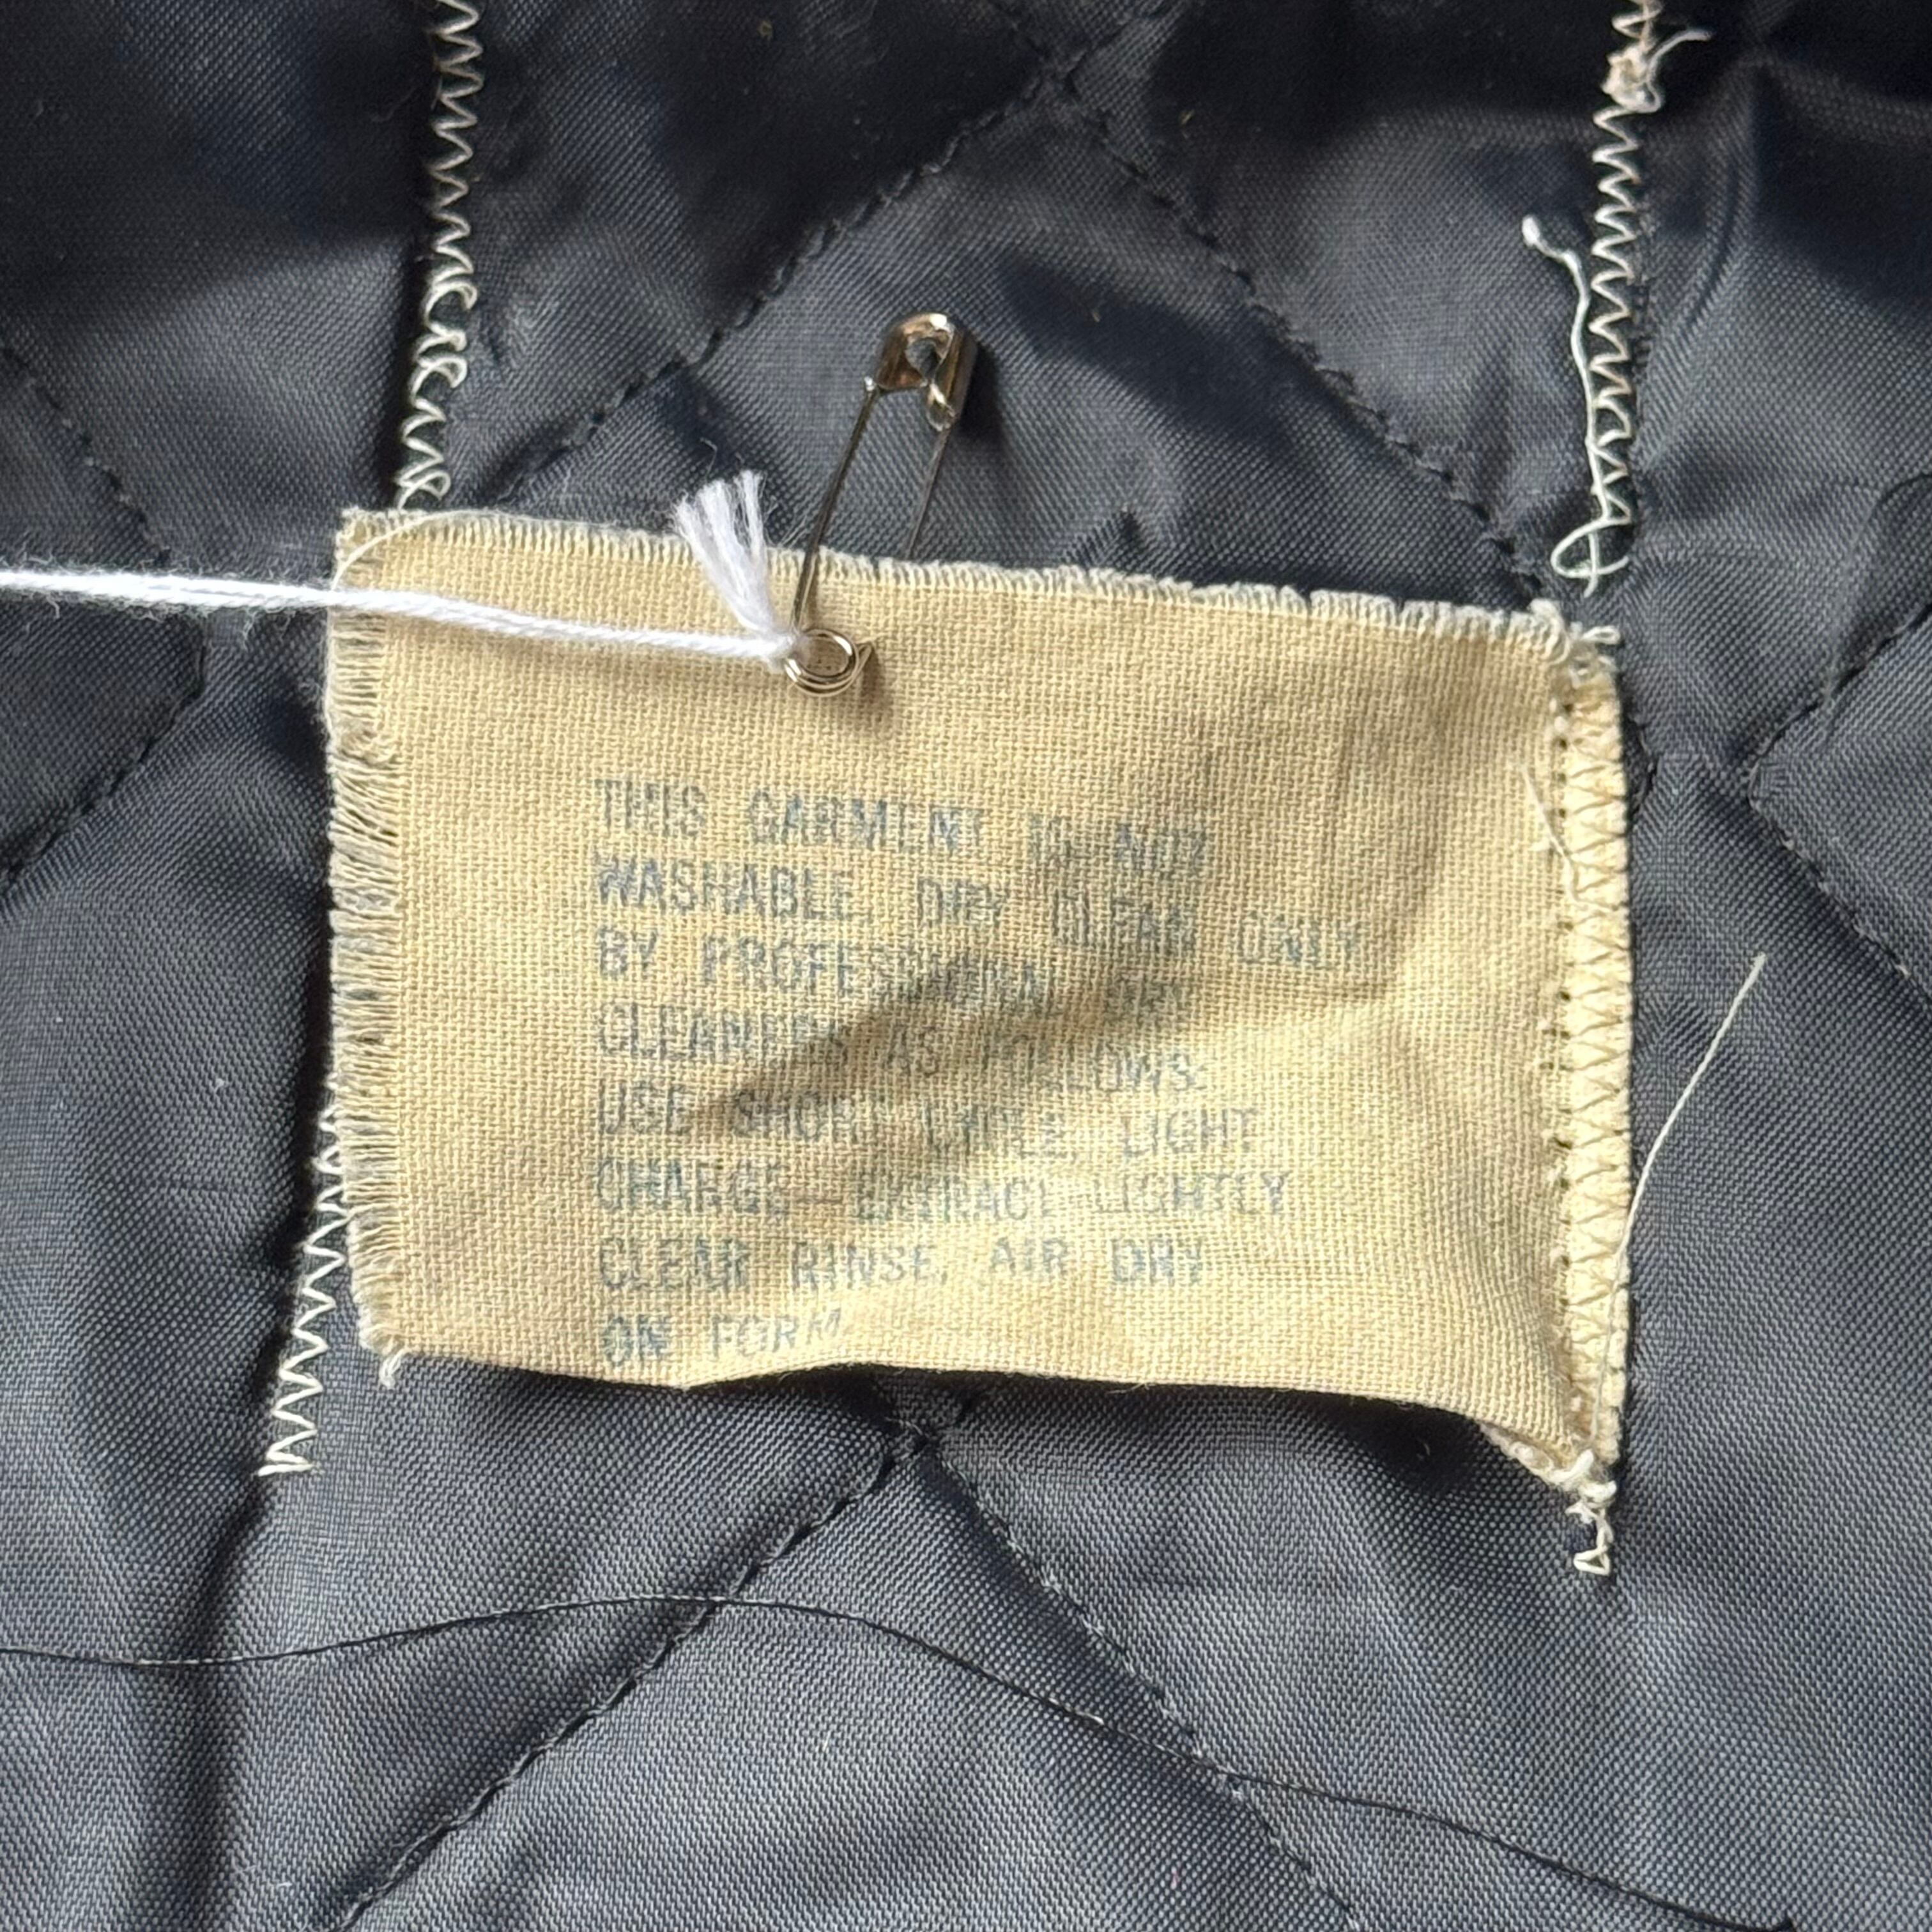 THIS GARMENT IS NOT
WASHABLE, DRY CLEAN ONLY
BY PROFESSIONAL DRY
CLEANERS AS FOLLOWS:
USE SHORT CYCLE, LIGHT
CHARGE—EXTRACT LIGHTLY
CLEAR RINSE, AIR DRY
ON FORM